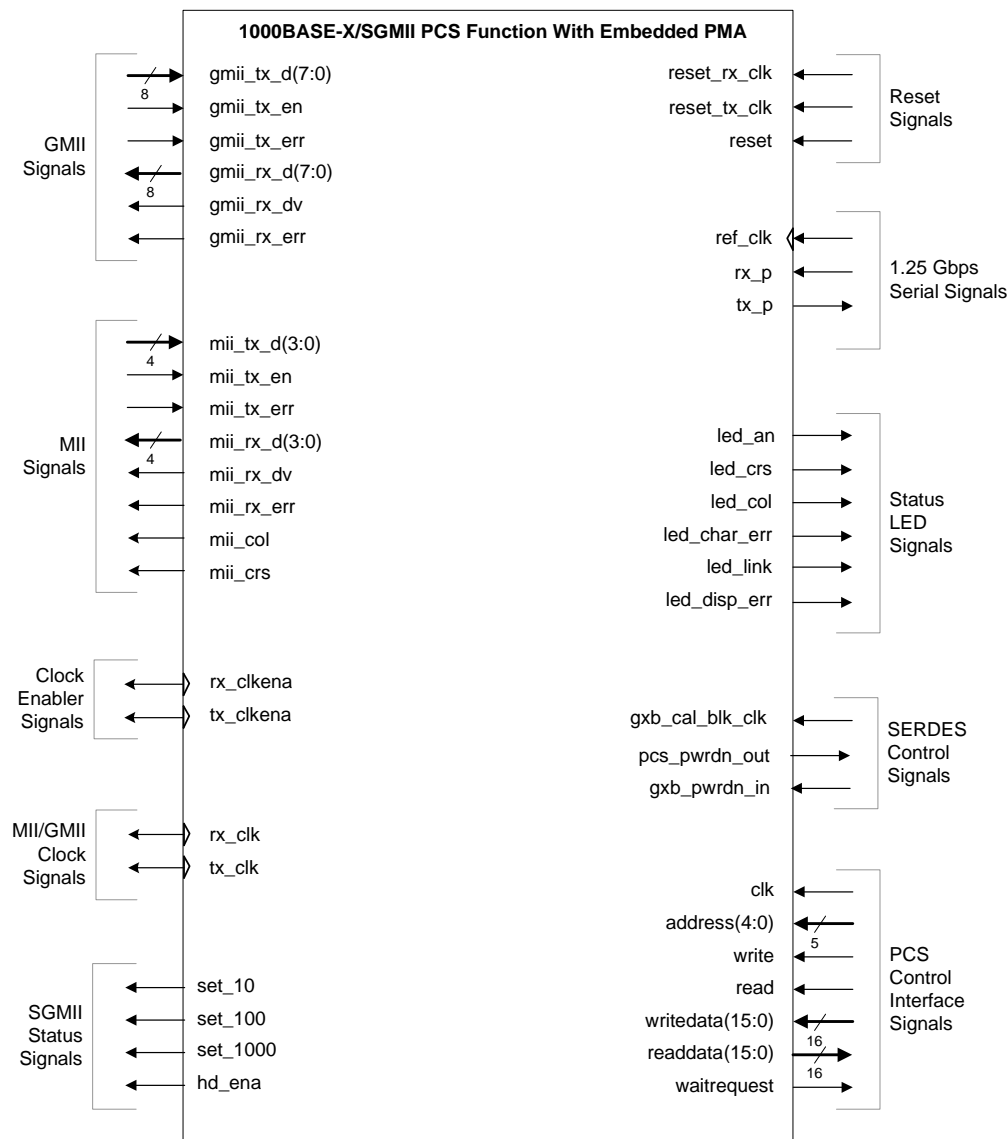 1000BASE-X/SGMII PCS Function With Embedded PMA
GMII
Signals
8
gmii_tx_d(7:0)
gmii_tx_en
gmii_tx_err
8
gmii_rx_d(7:0)
gmii_rx_dv
gmii_rx_err
MII
Signals
4
mii_tx_d(3:0)
mii_tx_en
mii_tx_err
4
mii_rx_d(3:0)
mii_rx_dv
mii_rx_err
mii_col
mii_crs
Clock
Enabler
Signals
rx_clkena
tx_clkena
MII/GMII
Clock
Signals
rx_clk
tx_clk
SGMII
Status
Signals
set_10
set_100
set_1000
hd_ena
reset_rx_clk
reset_tx_clk
reset
Reset
Signals
ref_clk
rx_p
tx_p
1.25 Gbps
Serial Signals
led_an
led_crs
led_col
led_char_err
led_link
led_disp_err
Status
LED
Signals
gxb_cal_blk_clk
pcs_pwrdn_out
gxb_pwrdn_in
SERDES
Control
Signals
clk
address(4:0)
5
write
read
writedata(15:0)
16
readdata(15:0)
16
waitrequest
PCS
Control
Interface
Signals